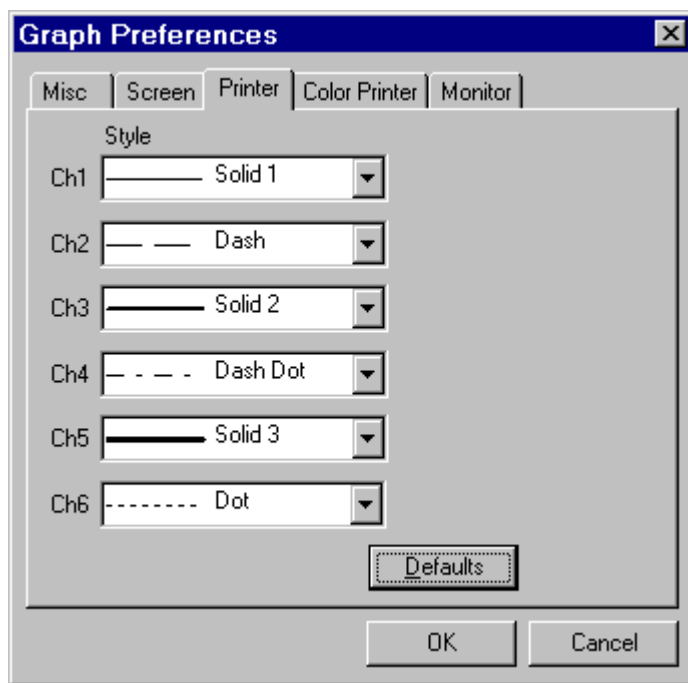 Graph Preferences
Misc Screen Printer Color Printer Monitor
Style
Ch1 Solid 1
Ch2 Dash
Ch3 Solid 2
Ch4 Dash Dot
Ch5 Solid 3
Ch6 Dot
Defaults
OK Cancel